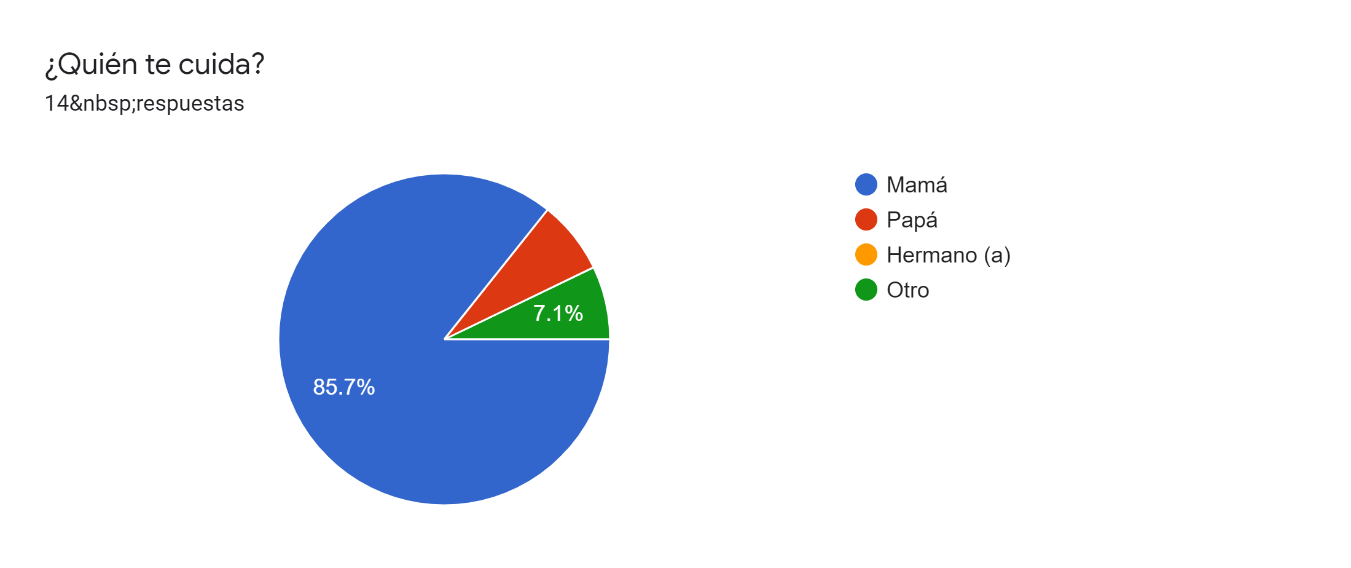 ¿Quién te cuida?
14&nbsp;respuestas
Mamá
Papá
Hermano (a)
Otro
7.1%
85.7%